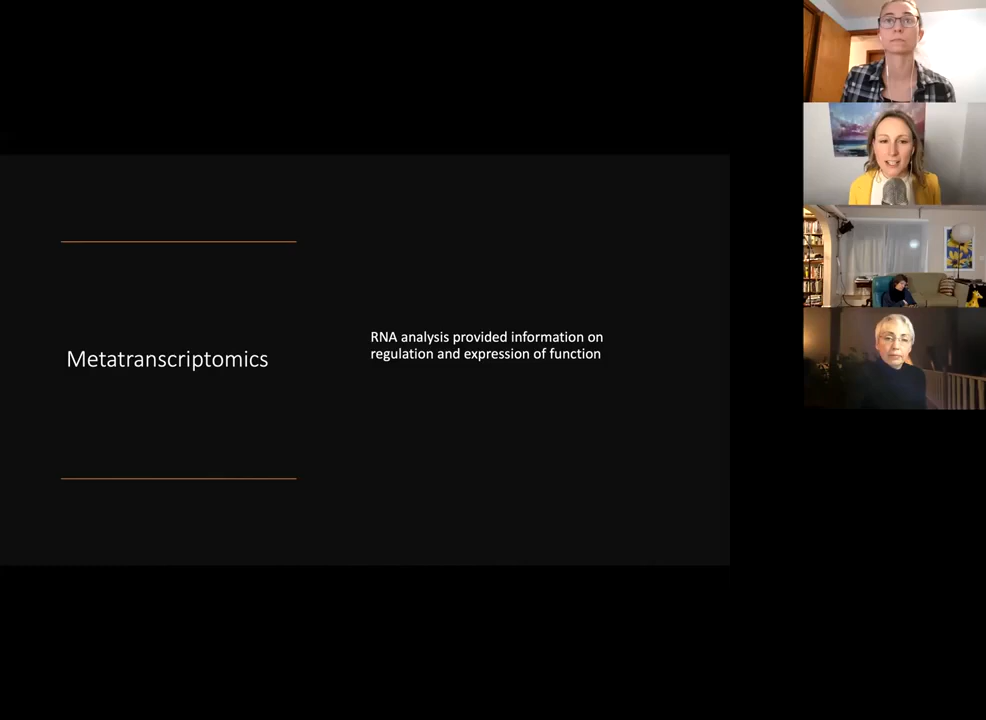 Metatranscriptomics
RNA analysis provided information on
regulation and expression of function